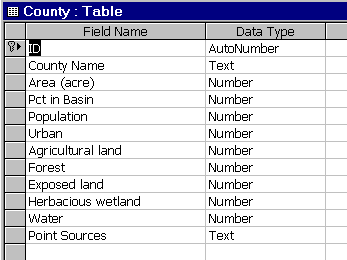 County : Table
Field Name Data Type
ID AutoNumber
County Name Text
Area (acre) Number
Pct in Basin Number
Population Number
Urban Number
Agricultural land Number
Forest Number
Exposed land Number
Herbacious wetland Number
Water Number
Point Sources Text